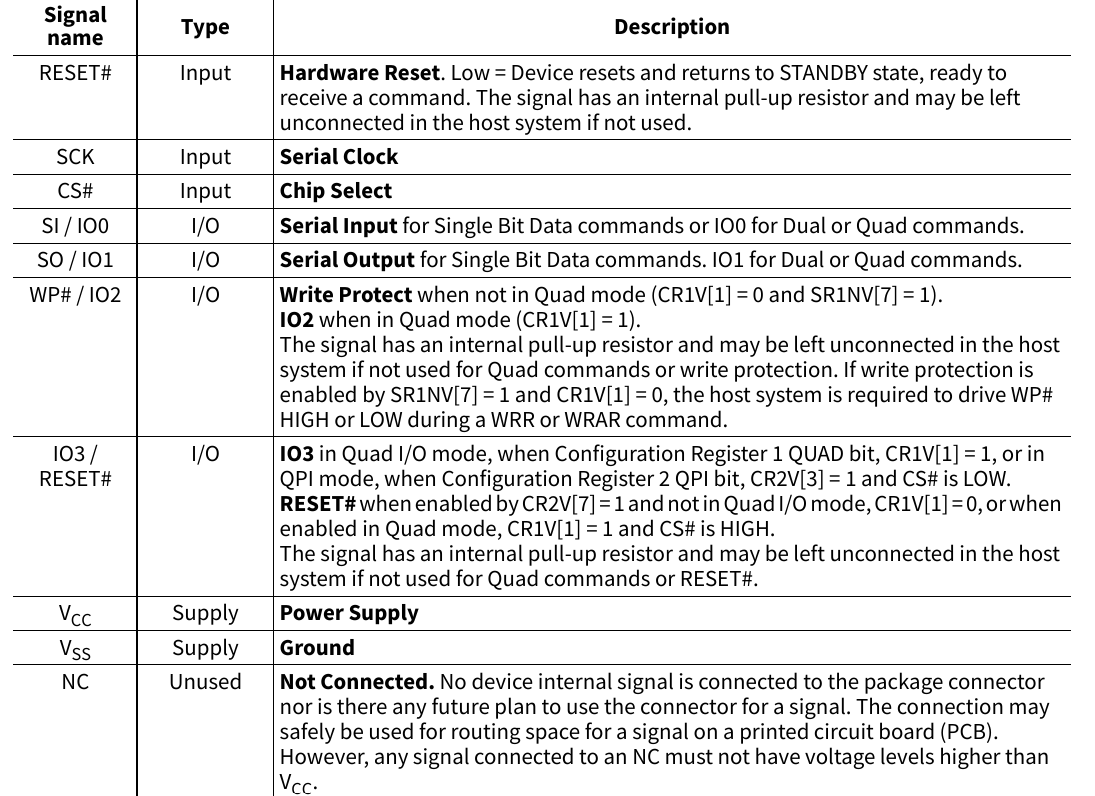 Signal name Type Description
RESET# Input Hardware Reset. Low = Device resets and returns to STANDBY state, ready to
receive a command. The signal has an internal pull-up resistor and may be left
unconnected in the host system if not used.
SCK Input Serial Clock
CS# Input Chip Select
SI / IO0 I/O Serial Input for Single Bit Data commands or IO0 for Dual or Quad commands.
SO / IO1 I/O Serial Output for Single Bit Data commands. IO1 for Dual or Quad commands.
WP# / IO2 I/O Write Protect when not in Quad mode (CR1V[1] = 0 and SR1NV[7] = 1).
IO2 when in Quad mode (CR1V[1] = 1).
The signal has an internal pull-up resistor and may be left unconnected in the host
system if not used for Quad commands or write protection. If write protection is
enabled by SR1NV[7] = 1 and CR1V[1] = 0, the host system is required to drive WP#
HIGH or LOW during a WRR or WRAR command.
IO3 / RESET# I/O IO3 in Quad I/O mode, when Configuration Register 1 QUAD bit, CR1V[1] = 1, or in
QPI mode, when Configuration Register 2 QPI bit, CR2V[3] = 1 and CS# is LOW.
RESET# when enabled by CR2V[7] = 1 and not in Quad I/O mode, CR1V[1] = 0, or when
enabled in Quad mode, CR1V[1] = 1 and CS# is HIGH.
The signal has an internal pull-up resistor and may be left unconnected in the host
system if not used for Quad commands or RESET#.
VCC Supply Power Supply
VSS Supply Ground
NC Unused Not Connected. No device internal signal is connected to the package connector
nor is there any future plan to use the connector for a signal. The connection may
safely be used for routing space for a signal on a printed circuit board (PCB).
However, any signal connected to an NC must not have voltage levels higher than
VCC.